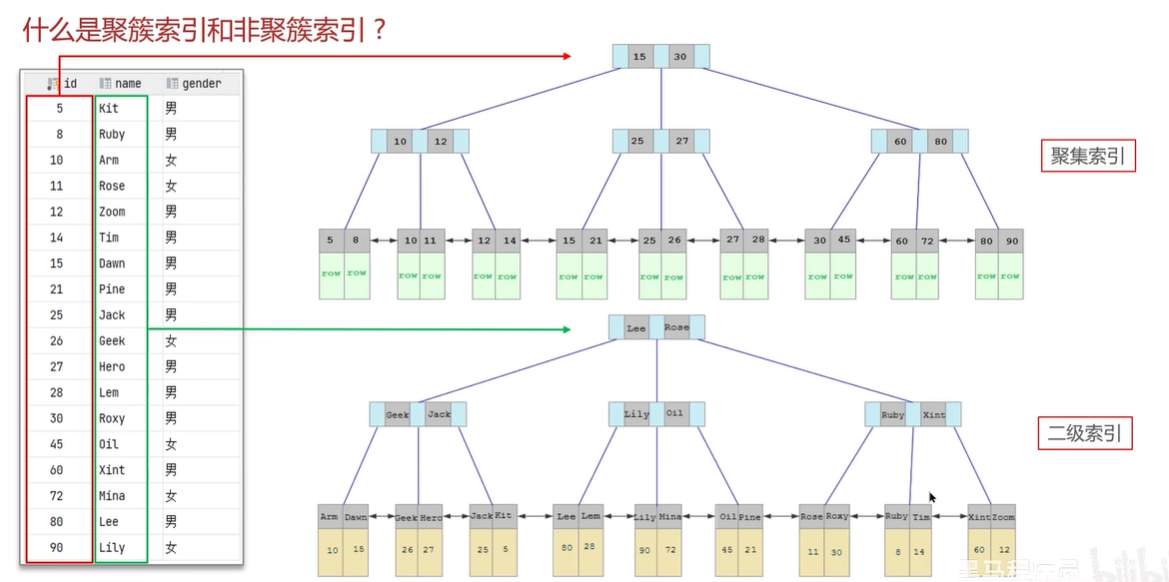 什么是聚簇索引和非聚簇索引？
id name gender
5 Kit 男
8 Ruby 男
10 Arm 女
11 Rose 女
12 Zoom 男
14 Tim 男
15 Dawn 男
21 Pine 男
25 Jack 男
26 Geek 女
27 Hero 男
28 Lem 男
30 Roxy 男
45 Oil 女
60 Xint 男
72 Mina 女
80 Lee 男
90 Lily 女
15 30
10 12 25 27 60 80
聚集索引
5 8 10 11 12 14 15 21 25 26 27 28 30 45 60 72 80 90
row row row row row row row row row row row row row row row row row row
Lee Rose
Geek Jack Lily Oil Ruby Xint
二级索引
Arm Dawn Geek Hero Jack Kit Lee Lem Lily Mina Oil Pine Rose Roxy Ruby Tim Xint Zoom
10 15 26 27 25 5 80 28 90 72 45 21 11 30 8 14 60 12